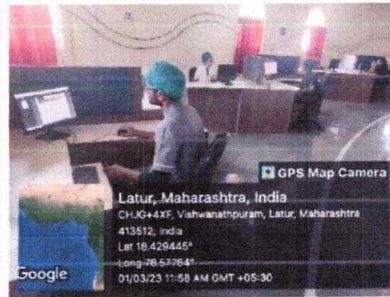 GPS Map Camera
Latur, Maharashtra, India
CHJG+4XF, Vishwanathpuram, Latur, Maharashtra
413512, India
Lat 18.429445°
Long 76.57764°
01/03/23 11:58 AM GMT +05:30
Google